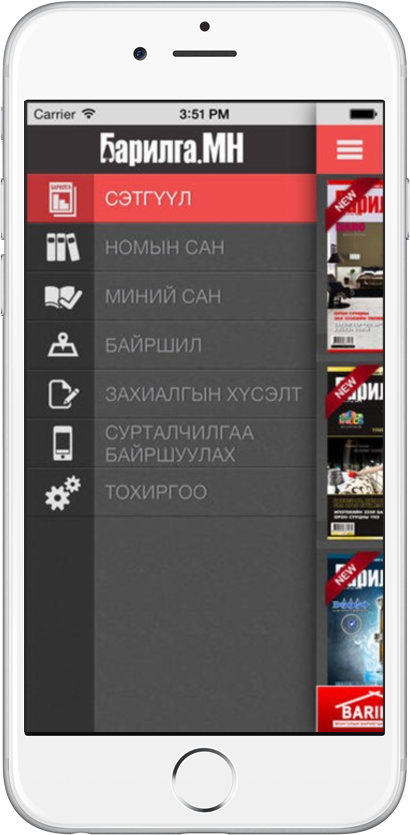 Carrier
3:51 PM
Барилга.МН
СЭТГҮҮЛ
НОМЫН САН
МИНИЙ САН
БАЙРШИЛ
ЗАХИАЛГЫН ХҮСЭЛТ
СУРТАЛЧИЛГАА
БАЙРШУУЛАХ
ТОХИРГОО
БАРИЛГА
NEW
NEW
NEW